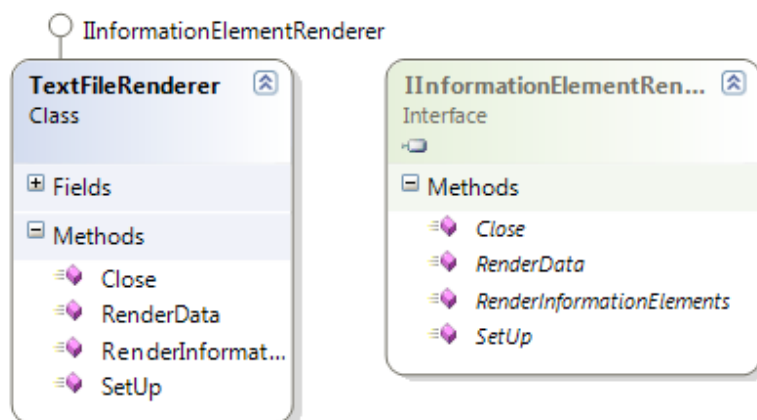 IInformationElementRenderer
TextFileRenderer
Class
Fields
Methods
Close
RenderData
RenderInformat...
SetUp
IInformationElementRen...
Interface
Methods
Close
RenderData
RenderInformationElements
SetUp